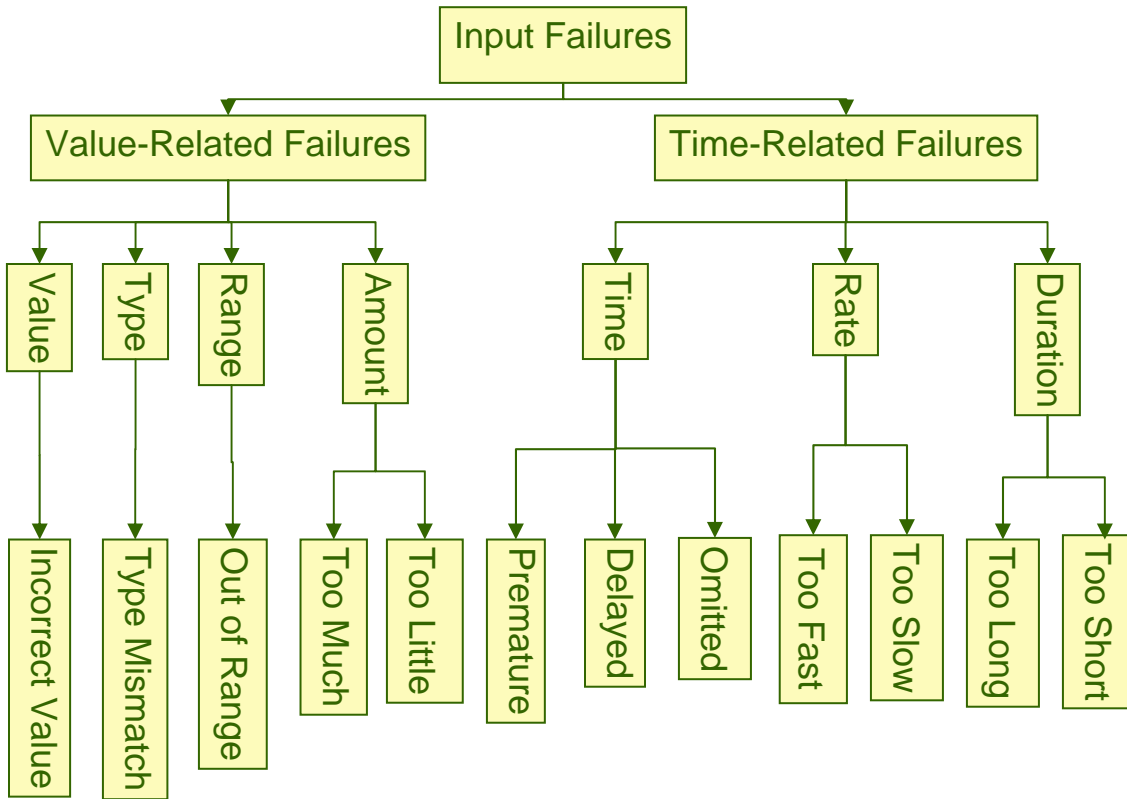 Input Failures
Value-Related Failures
Time-Related Failures
Value
Type
Range
Amount
Time
Rate
Duration
Incorrect Value
Type Mismatch
Out of Range
Too Much
Too Little
Premature
Delayed
Omitted
Too Fast
Too Slow
Too Long
Too Short